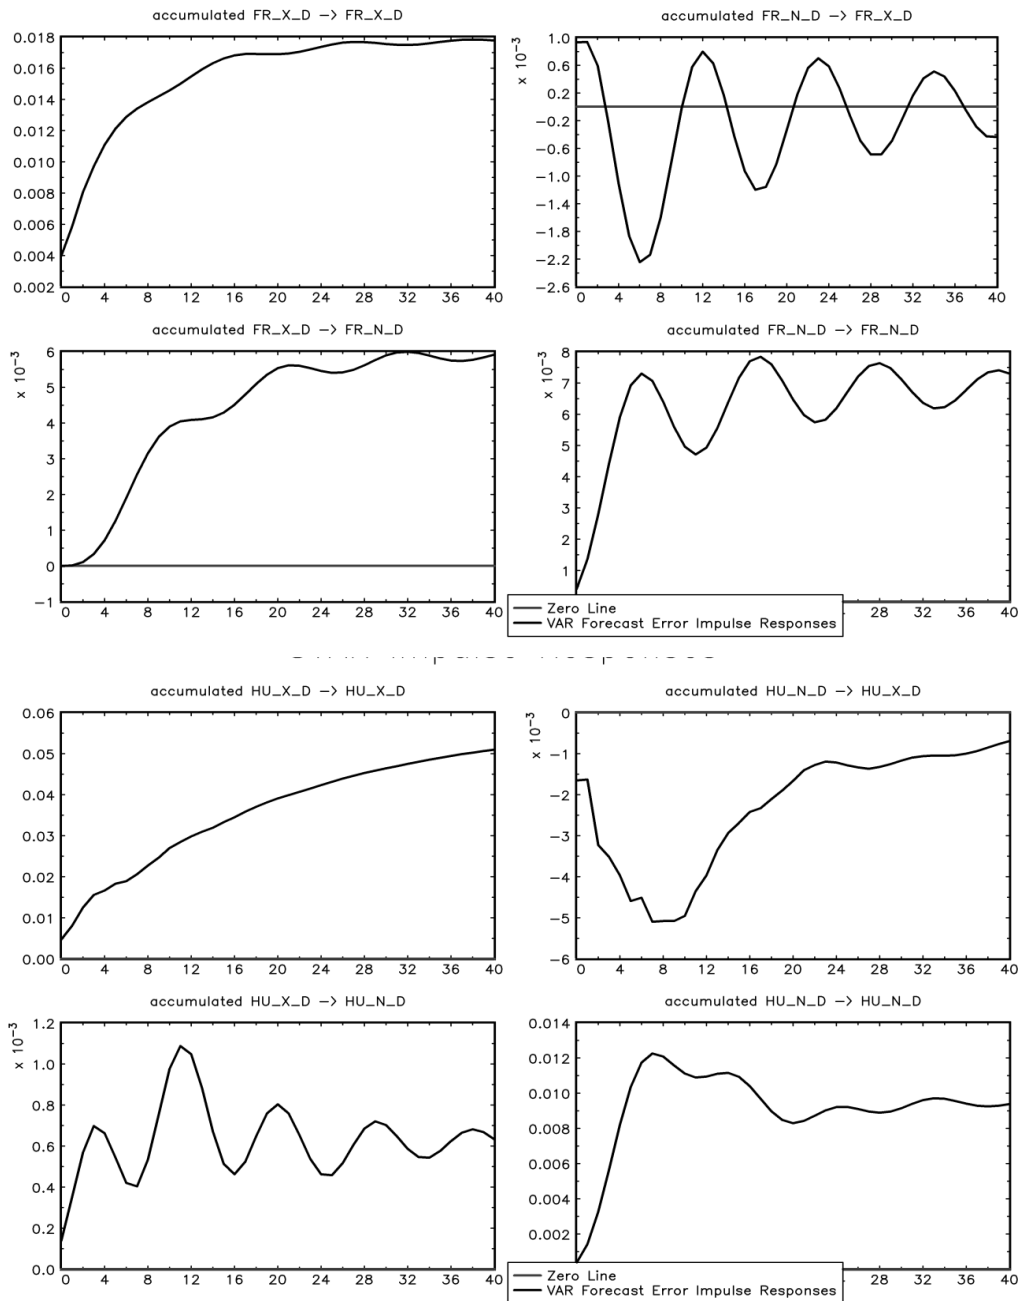 accumulated FR_X_D -> FR_X_D
0.018
0.016
0.014
0.012
0.010
0.008
0.006
0.004
0.002
0 4 8 12 16 20 24 28 32 36 40
accumulated FR_N_D -> FR_X_D
x 10⁻³
1.0
0.6
0.2
-0.2
-0.6
-1.0
-1.4
-1.8
-2.2
-2.6
0 4 8 12 16 20 24 28 32 36 40
accumulated FR_X_D -> FR_N_D
x 10⁻³
6
5
4
3
2
1
0
-1
0 4 8 12 16 20 24 28 32 36 40
accumulated FR_N_D -> FR_N_D
x 10⁻³
8
7
6
5
4
3
2
1
28 32 36 40
Zero Line
VAR Forecast Error Impulse Responses
accumulated HU_X_D -> HU_X_D
0.06
0.05
0.04
0.03
0.02
0.01
0.00
0 4 8 12 16 20 24 28 32 36 40
accumulated HU_N_D -> HU_X_D
x 10⁻³
0
-1
-2
-3
-4
-5
-6
0 4 8 12 16 20 24 28 32 36 40
accumulated HU_X_D -> HU_N_D
x 10⁻³
1.2
1.0
0.8
0.6
0.4
0.2
0.0
0 4 8 12 16 20 24 28 32 36 40
accumulated HU_N_D -> HU_N_D
0.014
0.012
0.010
0.008
0.006
0.004
0.002
28 32 36 40
Zero Line
VAR Forecast Error Impulse Responses